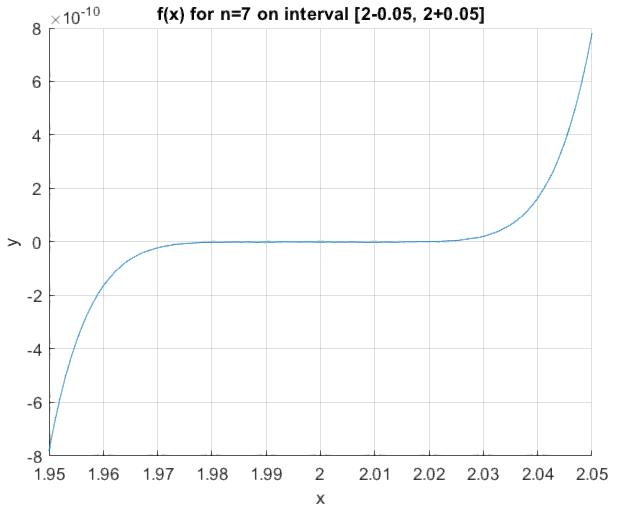 f(x) for n=7 on interval [2-0.05, 2+0.05]
×10-10
8
6
4
2
0
-2
-4
-6
-8
y
1.95 1.96 1.97 1.98 1.99 2 2.01 2.02 2.03 2.04 2.05
x